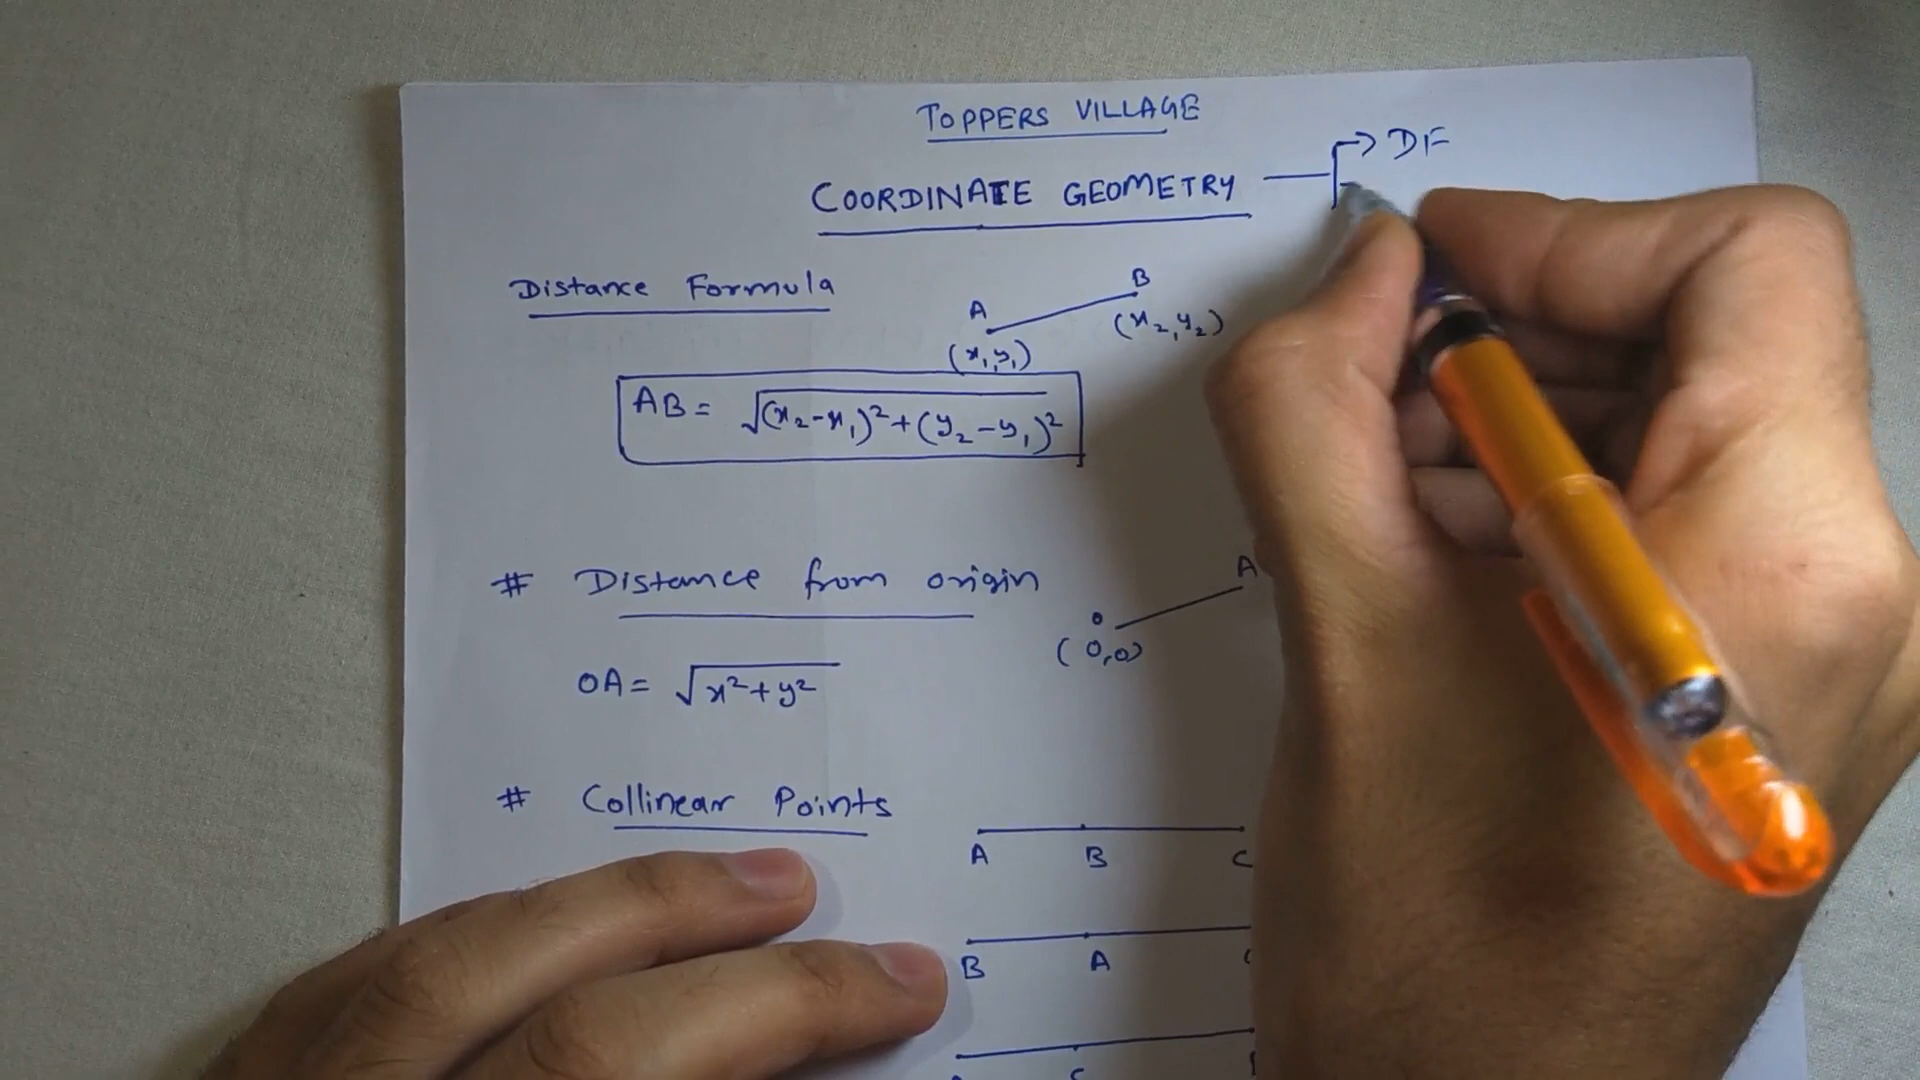 TOPPERS VILLAGE
COORDINATE GEOMETRY → DF
Distance Formula
A B
(x₁,y₁) (x₂,y₂)
AB = √(x₂-x₁)²+(y₂-y₁)²
# Distance from origin
O A
(0,0)
OA = √x²+y²
# Collinear Points
A B C
B A
C